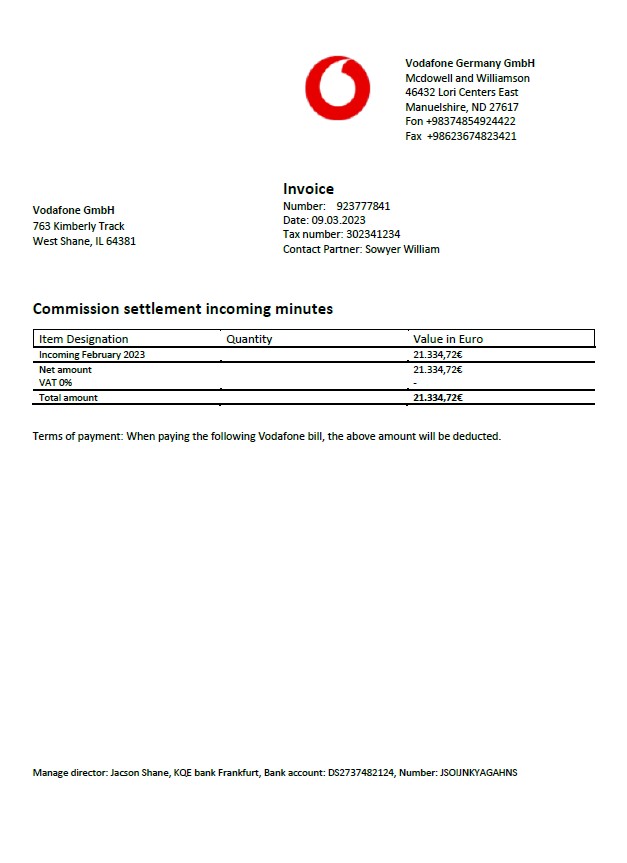 Vodafone Germany GmbH
Mcdowell and Williamson
46432 Lori Centers East
Manuelshire, ND 27617
Fon +98374854924422
Fax +98623674823421
Invoice
Number: 923777841
Date: 09.03.2023
Tax number: 302341234
Contact Partner: Sowyer William
Vodafone GmbH
763 Kimberly Track
West Shane, IL 64381
Commission settlement incoming minutes
Item Designation Quantity Value in Euro
Incoming February 2023 21.334,72€
Net amount 21.334,72€
VAT 0% -
Total amount 21.334,72€
Terms of payment: When paying the following Vodafone bill, the above amount will be deducted.
Manage director: Jacson Shane, KQE bank Frankfurt, Bank account: DS2737482124, Number: JSOIJNKYAGAHNS